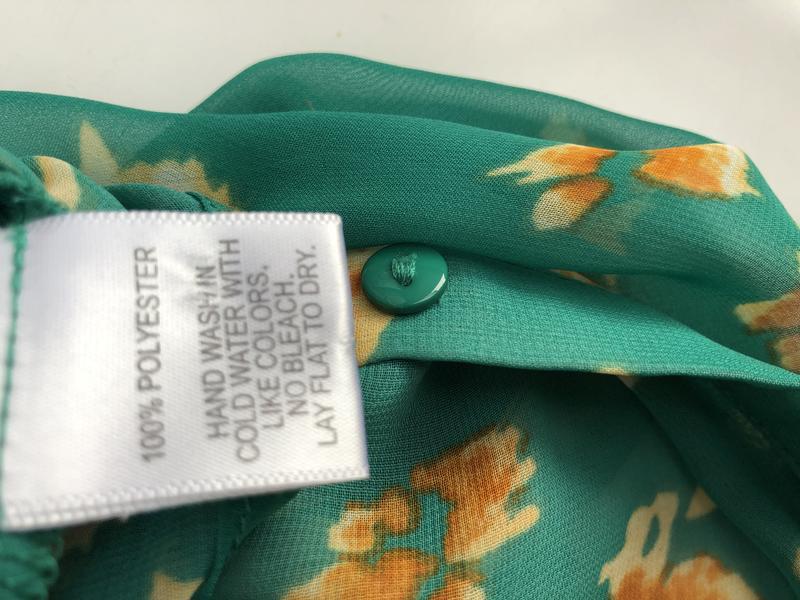 100% POLYESTER
HAND WASH IN
COLD WATER WITH
LIKE COLORS.
NO BLEACH.
LAY FLAT TO DRY.